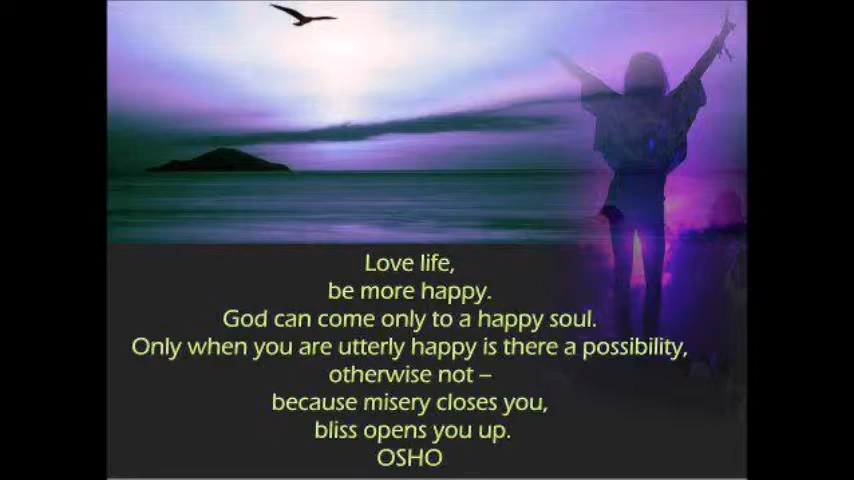 Love life,
be more happy.
God can come only to a happy soul.
Only when you are utterly happy is there a possibility,
otherwise not –
because misery closes you,
bliss opens you up.
OSHO